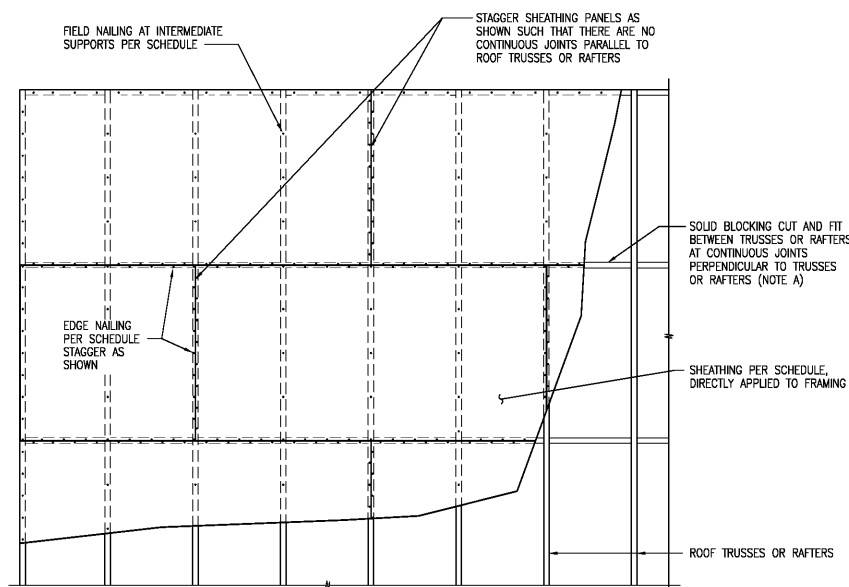 FIELD NAILING AT INTERMEDIATE
SUPPORTS PER SCHEDULE
STAGGER SHEATHING PANELS AS
SHOWN SUCH THAT THERE ARE NO
CONTINUOUS JOINTS PARALLEL TO
ROOF TRUSSES OR RAFTERS
SOLID BLOCKING CUT AND FIT
BETWEEN TRUSSES OR RAFTERS
AT CONTINUOUS JOINTS
PERPENDICULAR TO TRUSSES
OR RAFTERS (NOTE A)
EDGE NAILING
PER SCHEDULE
STAGGER AS
SHOWN
SHEATHING PER SCHEDULE,
DIRECTLY APPLIED TO FRAMING
ROOF TRUSSES OR RAFTERS